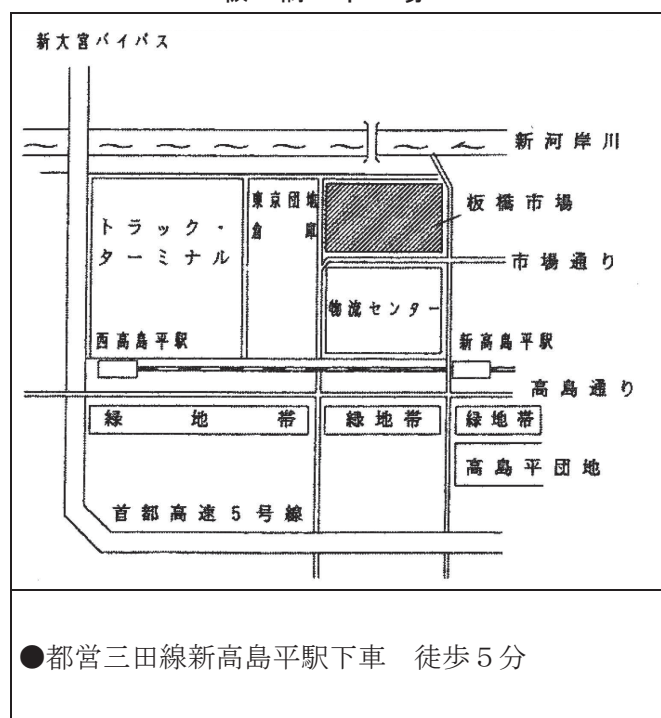 新大宮バイパス
新河岸川
東京団地
倉庫
板橋市場
トラック・
ターミナル
市場通り
物流センター
西高島平駅
新高島平駅
高島通り
緑地帯
緑地帯
緑地帯
高島平団地
首都高速5号線
●都営三田線新高島平駅下車　徒歩5分